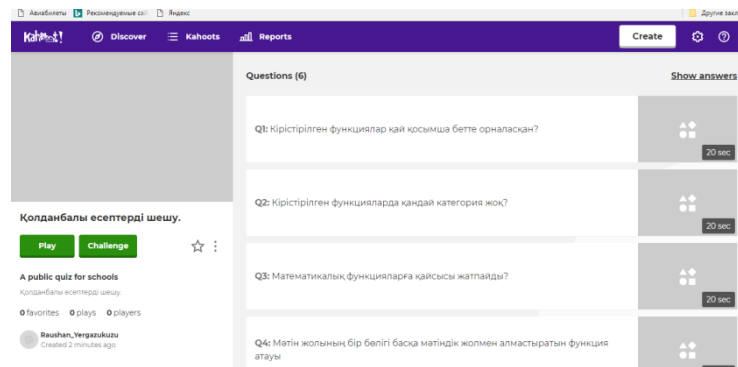 Авиабилеты Рекомендуемые сай Яндекс Другие закл
Kahoot! Discover Kahoots Reports Create
Questions (6) Show answers
Q1: Кірістірілген функциялар қай қосымша бетте орналасқан?
20 sec
Q2: Кірістірілген функцияларда қандай категория жоқ?
20 sec
Қолданбалы есептерді шешу.
Play Challenge
A public quiz for schools
Қолданбалы есептерді шешу.
0 favorites 0 plays 0 players
Raushan_Yergazukuzu
Created 2 minutes ago
Q3: Математикалық функцияларға қайсысы жатпайды?
20 sec
Q4: Мәтін жолының бір бөлігі басқа мәтіндік жолмен алмастыратын функция
атауы